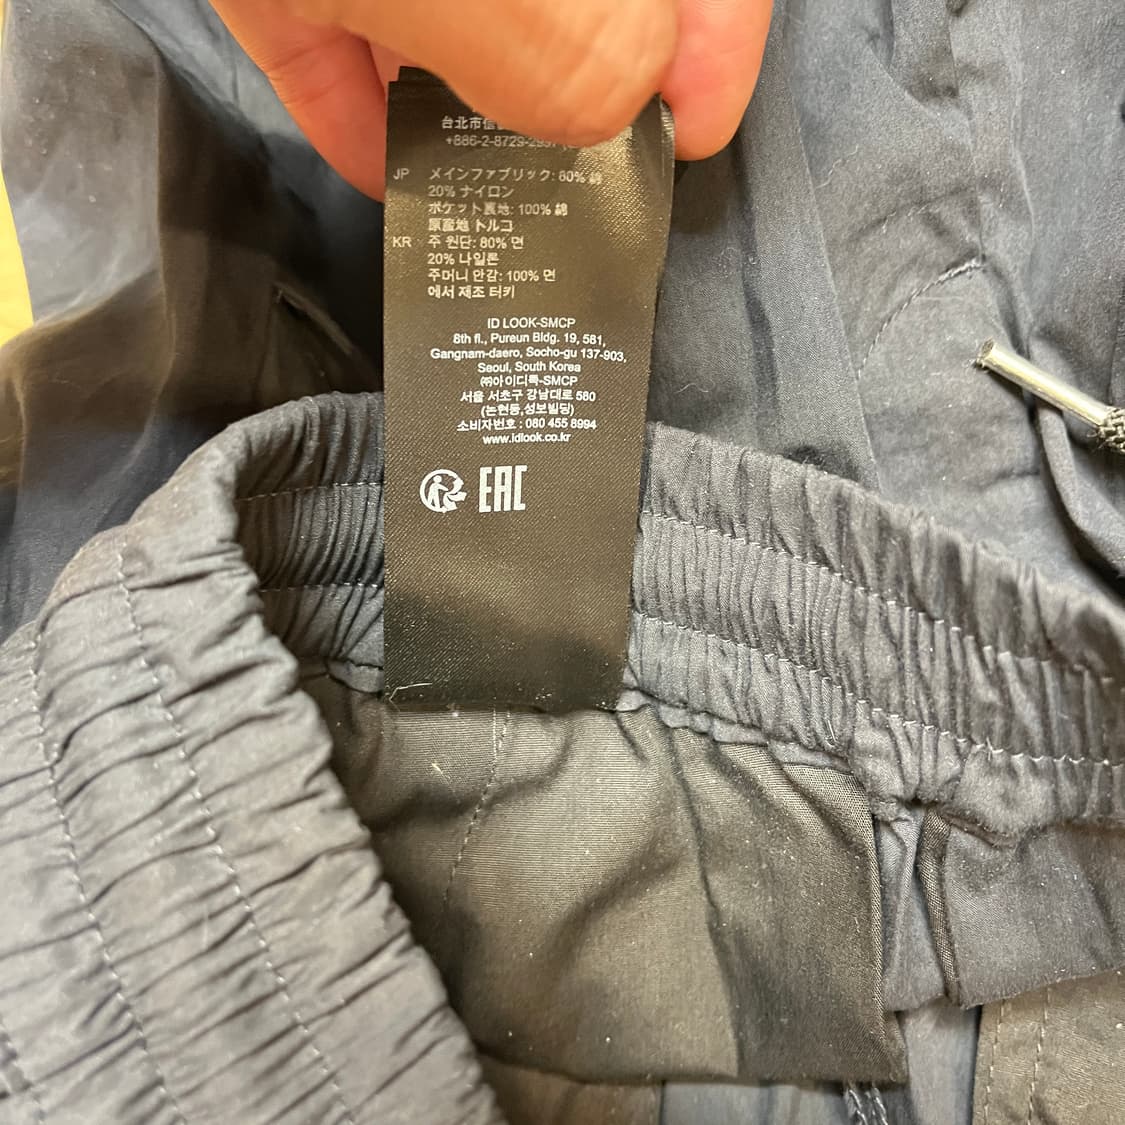 台北市信
+886-2-8729-2
JP メインファブリック: 80% 綿
20% ナイロン
ポケット裏地: 100% 綿
原産地 トルコ
KR 주 원단: 80% 면
20% 나일론
주머니 안감: 100% 면
에서 제조 터키
ID LOOK-SMCP
8th fl., Pureun Bldg. 19, 581,
Gangnam-daero, Socho-gu 137-903,
Seoul, South Korea
㈜아이디룩-SMCP
서울 서초구 강남대로 580
(논현동,성보빌딩)
소비자번호 : 080 455 8994
www.idlook.co.kr
EAC